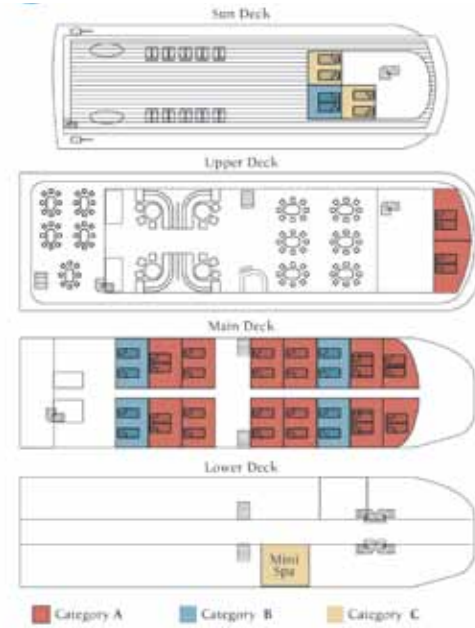 Sun Deck
Upper Deck
Main Deck
Lower Deck
Mini
Spa
Category A
Category B
Category C